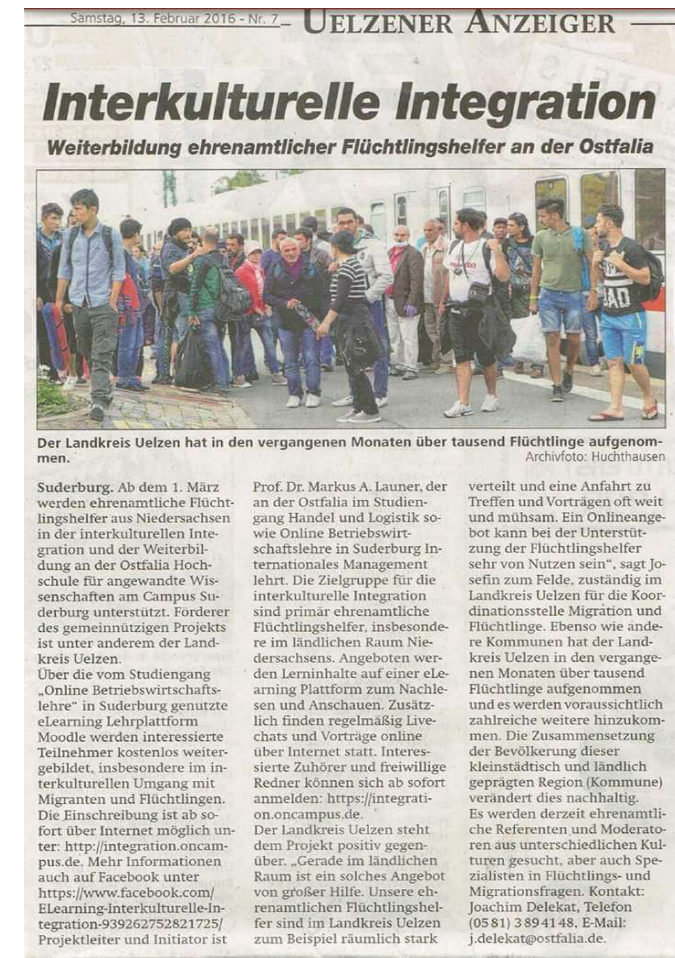 Samstag, 13. Februar 2016 - Nr. 7
UELZENER ANZEIGER
Interkulturelle Integration
Weiterbildung ehrenamtlicher Flüchtlingshelfer an der Ostfalia
Der Landkreis Uelzen hat in den vergangenen Monaten über tausend Flüchtlinge aufgenom-
men.
Archivfoto: Huchthausen
Suderburg. Ab dem 1. März
werden ehrenamtliche Flücht-
lingshelfer aus Niedersachsen
in der interkulturellen Inte-
gration und der Weiterbil-
dung an der Ostfalia Hoch-
schule für angewandte Wis-
senschaften am Campus Su-
derburg unterstützt. Förderer
des gemeinnützigen Projekts
ist unter anderem der Land-
kreis Uelzen.
Über die vom Studiengang
„Online Betriebswirtschafts-
lehre“ in Suderburg genutzte
eLearning Lehrplattform
Moodle werden interessierte
Teilnehmer kostenlos weiter-
gebildet, insbesondere im in-
terkulturellen Umgang mit
Migranten und Flüchtlingen.
Die Einschreibung ist ab so-
fort über Internet möglich un-
ter: http://integration.oncam-
pus.de. Mehr Informationen
auch auf Facebook unter
https://www.facebook.com/
ELearning-Interkulturelle-In-
tegration-939262752821725/
Projektleiter und Initiator ist
Prof. Dr. Markus A. Launer, der
an der Ostfalia im Studien-
gang Handel und Logistik so-
wie Online Betriebswirt-
schaftslehre in Suderburg In-
ternationales Management
lehrt. Die Zielgruppe für die
interkulturelle Integration
sind primär ehrenamtliche
Flüchtlingshelfer, insbesonde-
re im ländlichen Raum Nie-
dersachsens. Angeboten wer-
den Lerninhalte auf einer eLe-
arning Plattform zum Nachle-
sen und Anschauen. Zusätz-
lich finden regelmäßig Live-
chats und Vorträge online
über Internet statt. Interes-
sierte Zuhörer und freiwillige
Redner können sich ab sofort
anmelden: https://integrati-
on.oncampus.de.
Der Landkreis Uelzen steht
dem Projekt positiv gegen-
über. „Gerade im ländlichen
Raum ist ein solches Angebot
von großer Hilfe. Unsere eh-
renamtlichen Flüchtlingshel-
fer sind im Landkreis Uelzen
zum Beispiel räumlich stark
verteilt und eine Anfahrt zu
Treffen und Vorträgen oft weit
und mühsam. Ein Onlineange-
bot kann bei der Unterstüt-
zung der Flüchtlingshelfer
sehr von Nutzen sein“, sagt Jo-
sefin zum Felde, zuständig im
Landkreis Uelzen für die Koor-
dinationsstelle Migration und
Flüchtlinge. Ebenso wie ande-
re Kommunen hat der Land-
kreis Uelzen in den vergange-
nen Monaten über tausend
Flüchtlinge aufgenommen
und es werden voraussichtlich
zahlreiche weitere hinzukom-
men. Die Zusammensetzung
der Bevölkerung dieser
kleinstädtisch und ländlich
geprägten Region (Kommune)
verändert dies nachhaltig.
Es werden derzeit ehrenamtli-
che Referenten und Moderato-
ren aus unterschiedlichen Kul-
turen gesucht, aber auch Spe-
zialisten in Flüchtlings- und
Migrationsfragen. Kontakt:
Joachim Delekat, Telefon
(05 81) 3 89 41 48, E-Mail:
j.delekat@ostfalia.de.